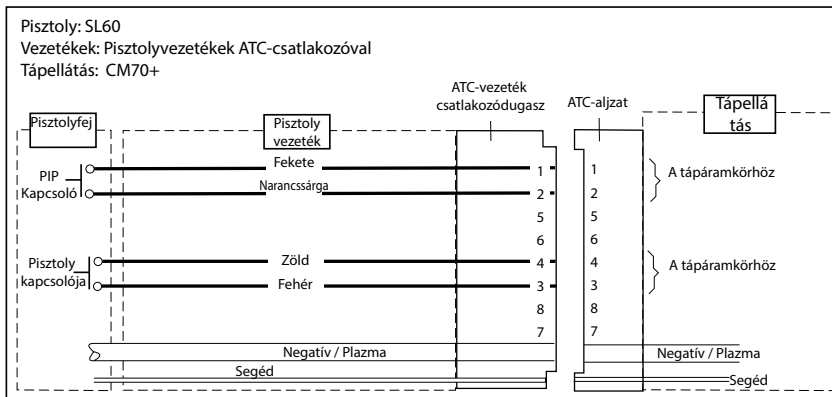 Pisztoly: SL60
Vezetékek: Pisztolyvezetékek ATC-csatlakozóval
Tápellátás: CM70+
ATC-vezeték
csatlakozódugasz
ATC-aljzat
Tápellá
tás
Pisztolyfej
Pisztoly
vezeték
PIP
Kapcsoló
Fekete
Narancssárga
1
2
5
6
4
3
8
7
1
2
5
6
4
3
8
7
A tápáramkörhöz
A tápáramkörhöz
Pisztoly
kapcsolója
Zöld
Fehér
Negatív / Plazma
Negatív / Plazma
Segéd
Segéd